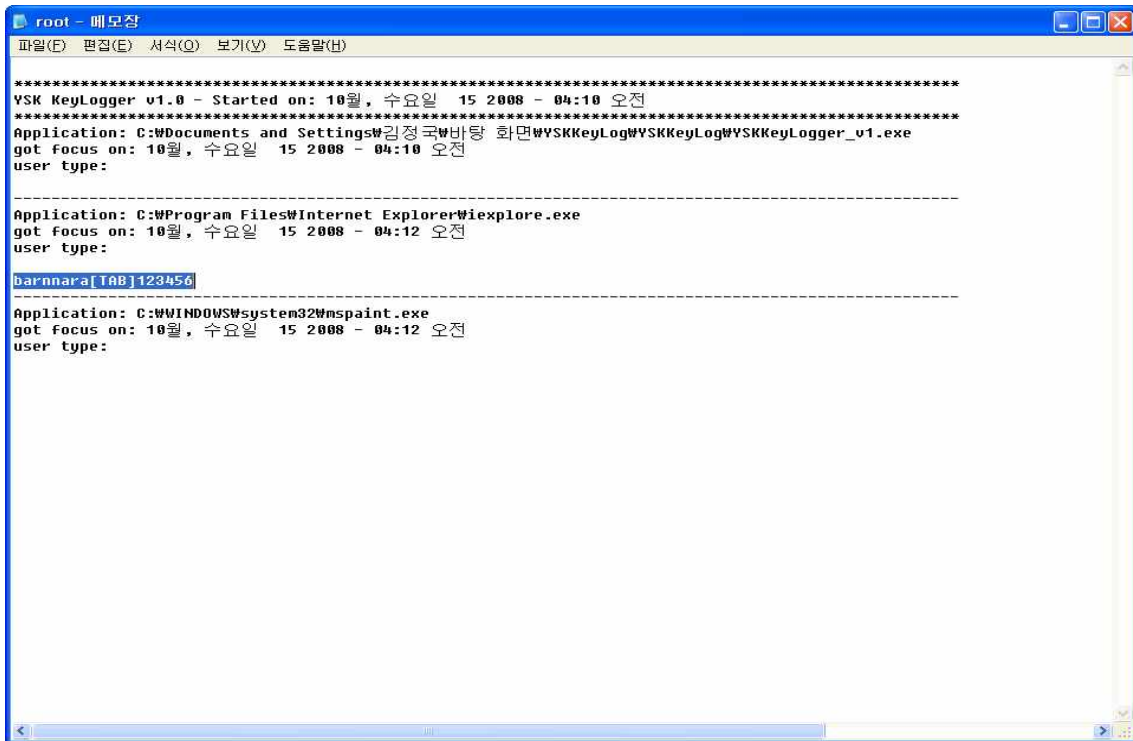 root - 메모장
파일(F) 편집(E) 서식(O) 보기(V) 도움말(H)
****************************************************************************************************
YSK KeyLogger v1.0 - Started on: 10월, 수요일  15 2008 - 04:10 오전
****************************************************************************************************
Application: C:₩Documents and Settings₩김정국₩바탕 화면₩YSKKeyLog₩YSKKeyLog₩YSKKeyLogger_v1.exe
got focus on: 10월, 수요일  15 2008 - 04:10 오전
user type:
----------------------------------------------------------------------------------------------------
Application: C:₩Program Files₩Internet Explorer₩iexplore.exe
got focus on: 10월, 수요일  15 2008 - 04:12 오전
user type:
barnnara[TAB]123456
----------------------------------------------------------------------------------------------------
Application: C:₩WINDOWS₩system32₩mspaint.exe
got focus on: 10월, 수요일  15 2008 - 04:12 오전
user type: